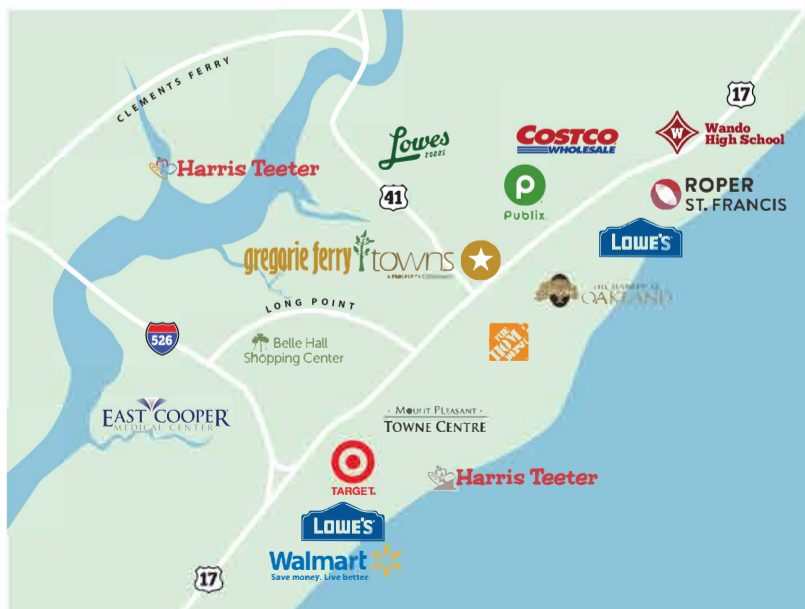 CLEMENTS FERRY
17
Lowes
FOODS
COSTCO
WHOLESALE
W
Wando
High School
Harris Teeter
P
Publix
ROPER
ST. FRANCIS
41
LOWE'S
gregorie ferry towns
OAKLAND
LONG POINT
526
Belle Hall
Shopping Center
THE HOME DEPOT
EAST COOPER
MEDICAL CENTER
MOUNT PLEASANT
TOWNE CENTRE
TARGET
Harris Teeter
LOWE'S
Walmart
Save money. Live better
17